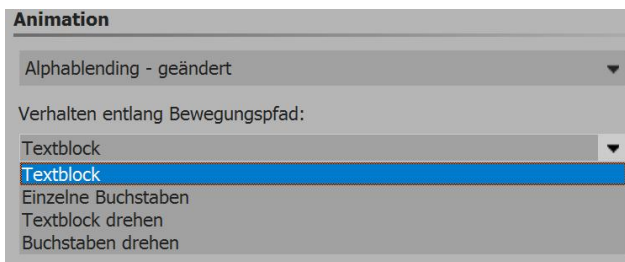 Animation
Alphablending - geändert
Verhalten entlang Bewegungspfad:
Textblock
Textblock
Einzelne Buchstaben
Textblock drehen
Buchstaben drehen